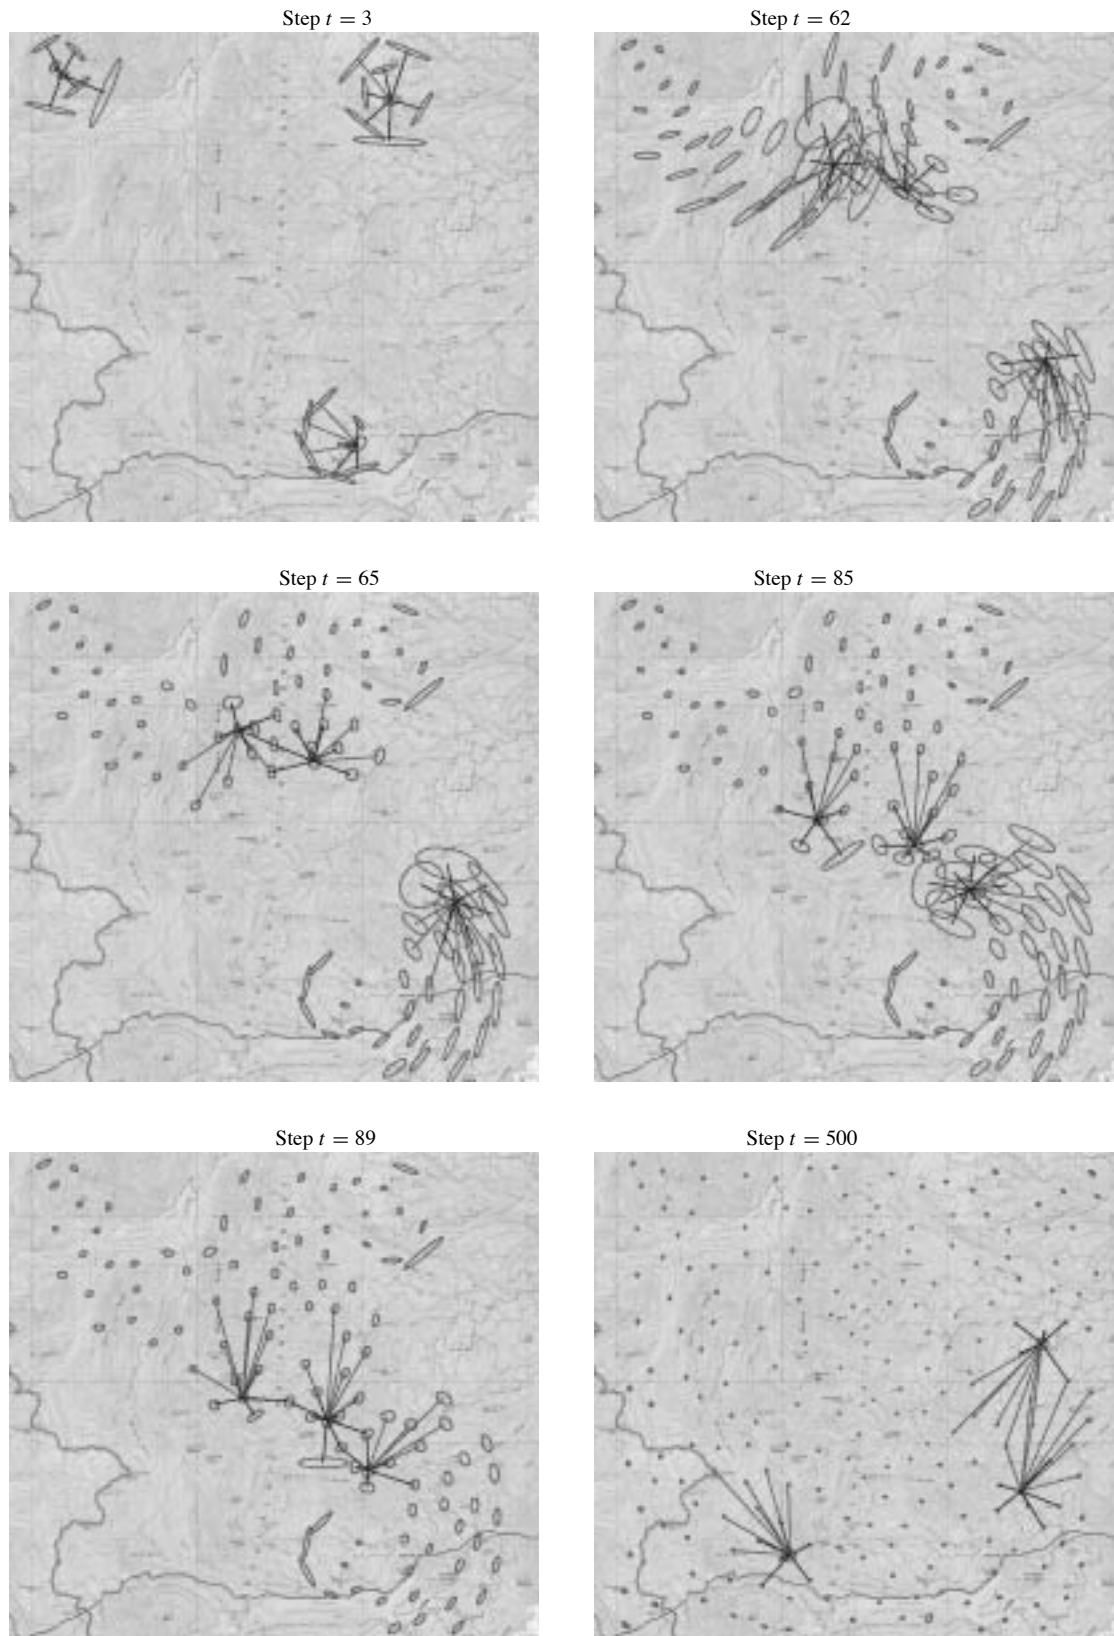 Step t = 3
Step t = 62
Step t = 65
Step t = 85
Step t = 89
Step t = 500